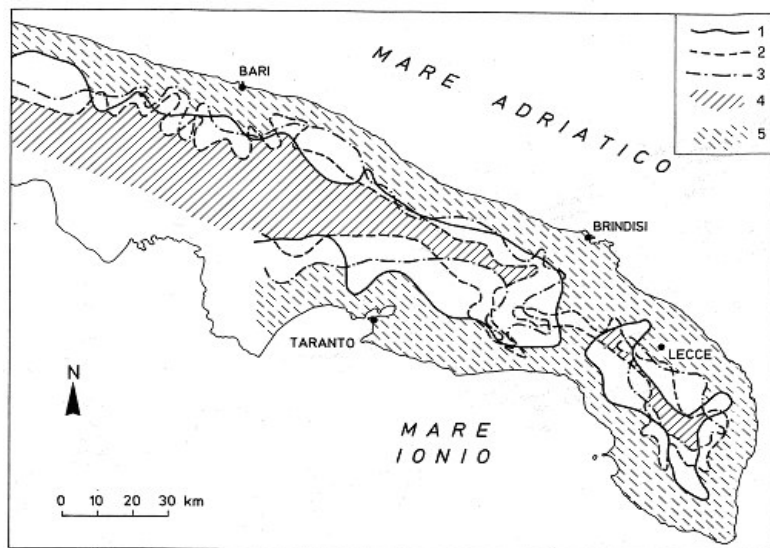 MARE ADRIATICO
1
2
3
4
5
BARI
BRINDISI
TARANTO
LECCE
N
MARE
IONIO
0 10 20 30 km